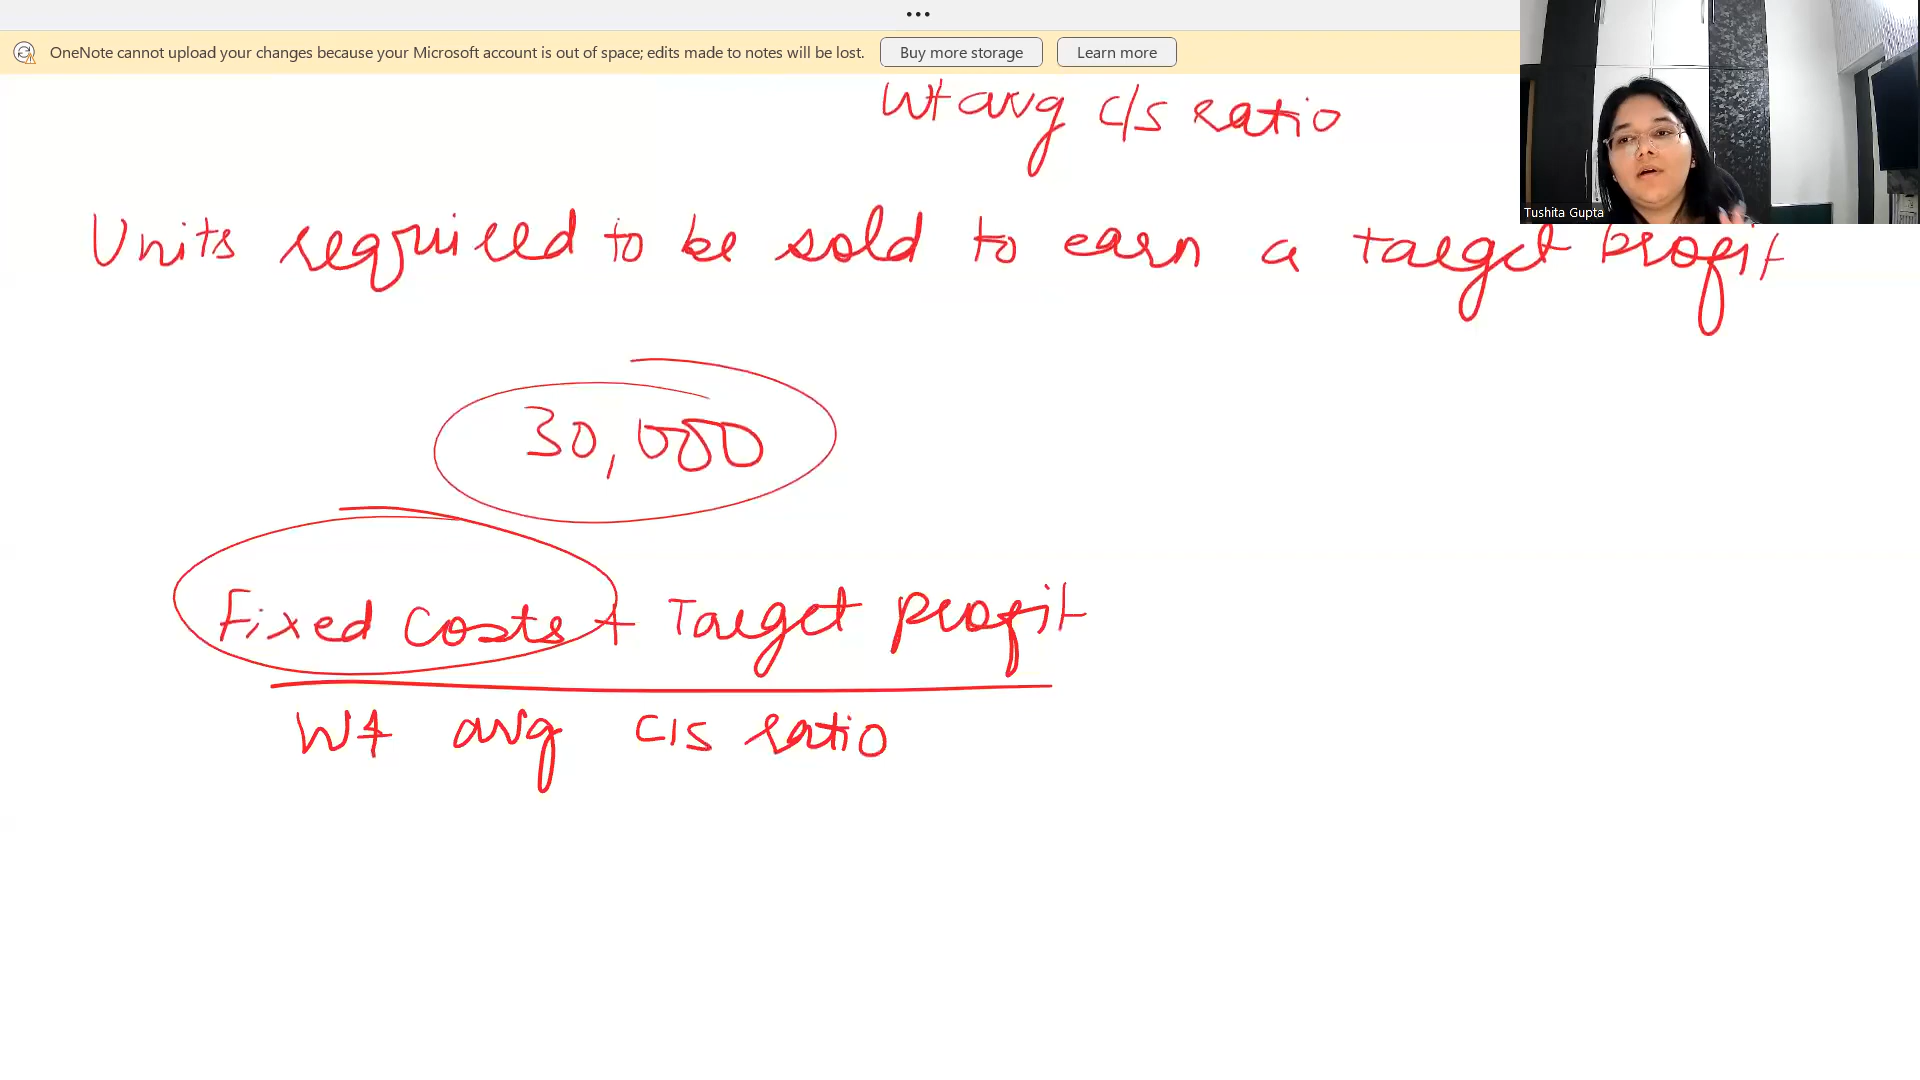 OneNote cannot upload your changes because your Microsoft account is out of space; edits made to notes will be lost. Buy more storage Learn more
Wt avg C/S ratio
Tushita Gupta
Units required to be sold to earn a target profit
30,000
Fixed Costs + Target profit
Wt avg C/S ratio